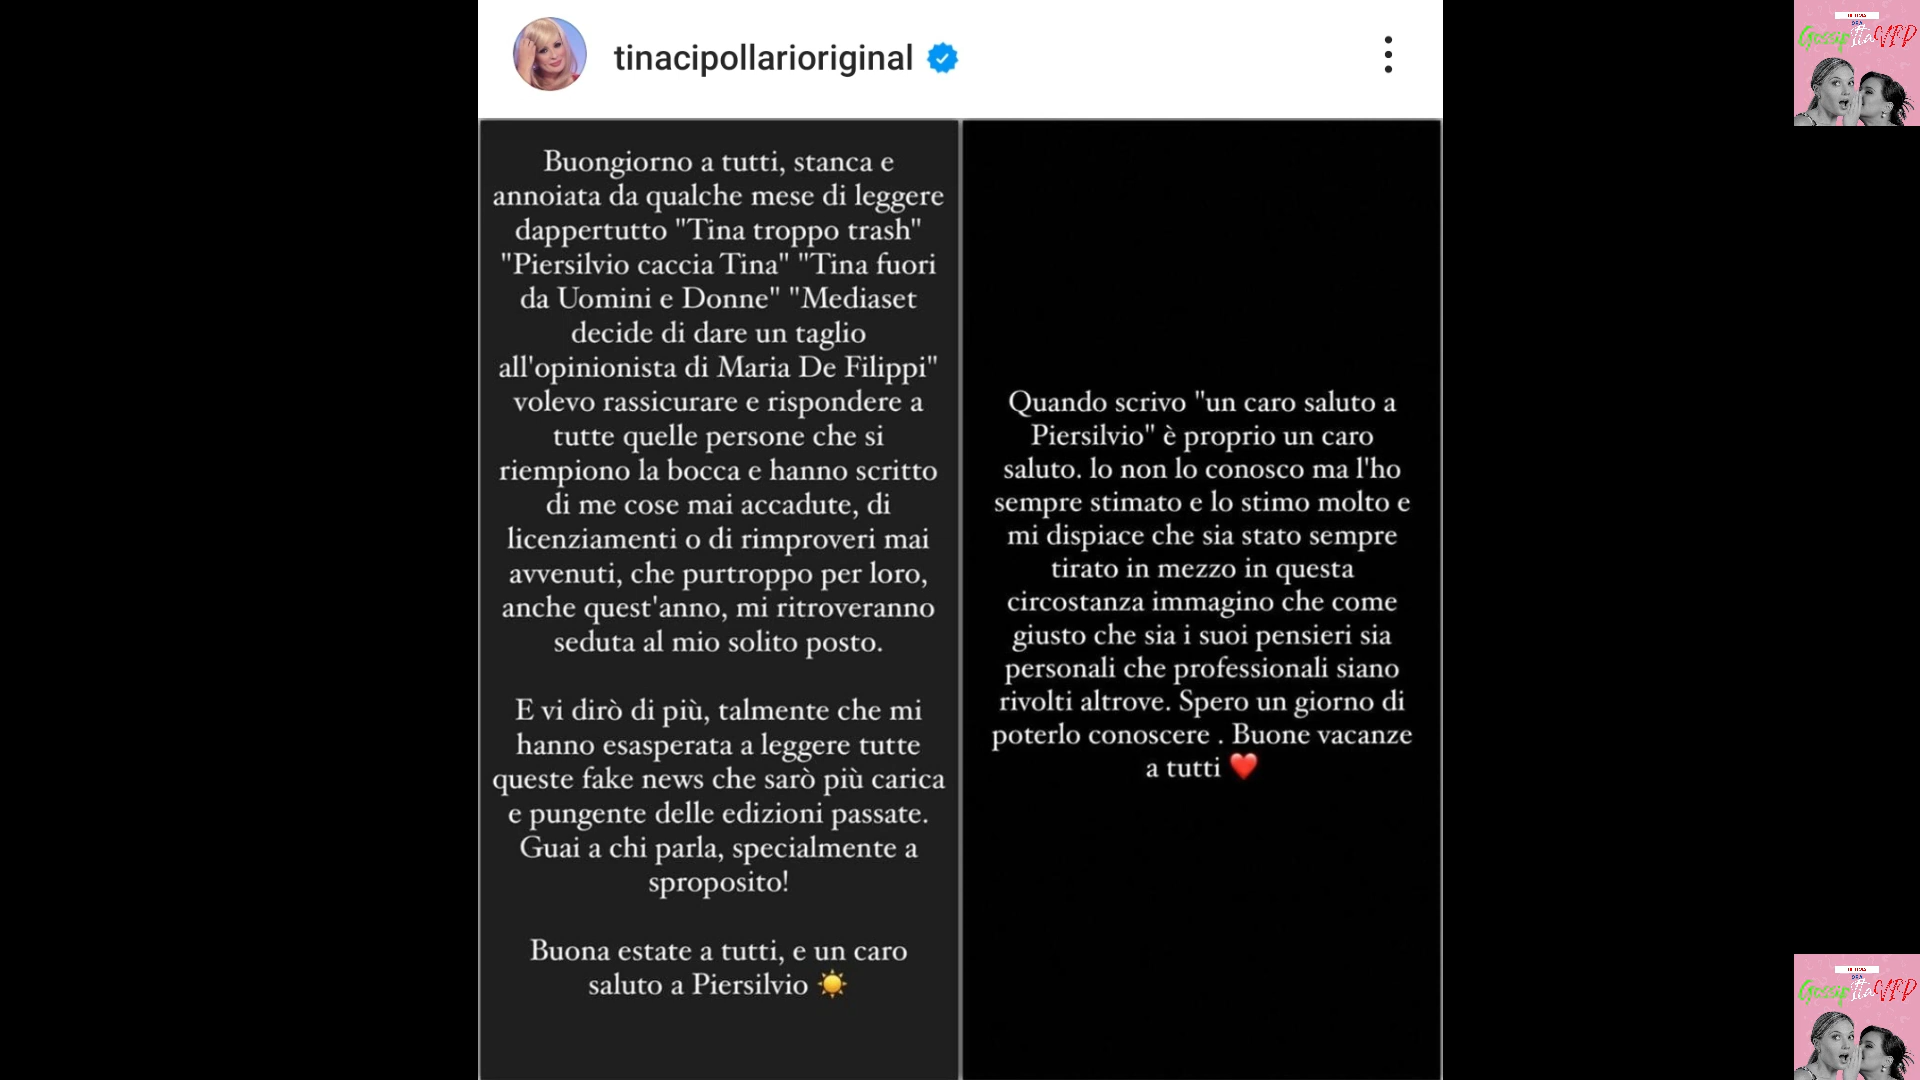 tinacipollarioriginal
Buongiorno a tutti, stanca e
annoiata da qualche mese di leggere
dappertutto "Tina troppo trash"
"Piersilvio caccia Tina" "Tina fuori
da Uomini e Donne" "Mediaset
decide di dare un taglio
all'opinionista di Maria De Filippi"
volevo rassicurare e rispondere a
tutte quelle persone che si
riempiono la bocca e hanno scritto
di me cose mai accadute, di
licenziamenti o di rimproveri mai
avvenuti, che purtroppo per loro,
anche quest'anno, mi ritroveranno
seduta al mio solito posto.
E vi dirò di più, talmente che mi
hanno esasperata a leggere tutte
queste fake news che sarò più carica
e pungente delle edizioni passate.
Guai a chi parla, specialmente a
sproposito!
Buona estate a tutti, e un caro
saluto a Piersilvio ☀️
Quando scrivo "un caro saluto a
Piersilvio" è proprio un caro
saluto. lo non lo conosco ma l'ho
sempre stimato e lo stimo molto e
mi dispiace che sia stato sempre
tirato in mezzo in questa
circostanza immagino che come
giusto che sia i suoi pensieri sia
personali che professionali siano
rivolti altrove. Spero un giorno di
poterlo conoscere . Buone vacanze
a tutti ❤️
GossipItaVIP
GossipItaVIP